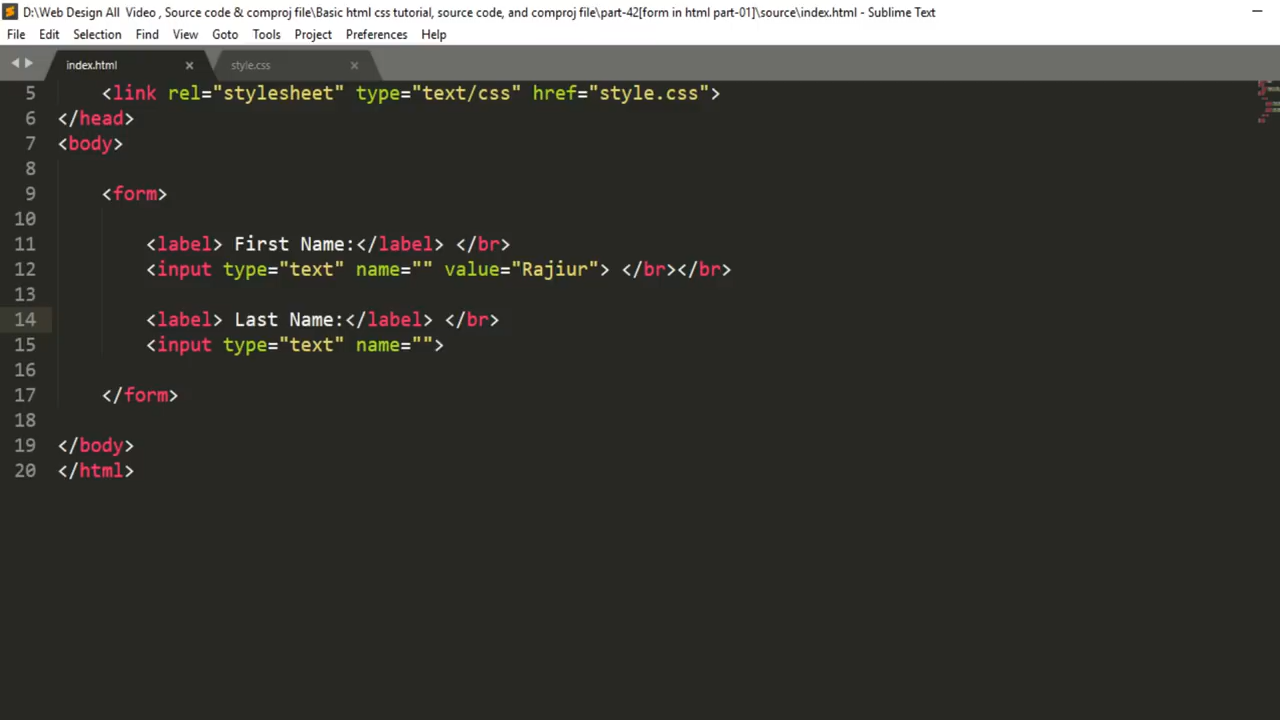 D:\Web Design All  Video , Source code & comproj file\Basic html css tutorial, source code, and comproj file\part-42[form in html part-01]\source\index.html - Sublime Text
File Edit Selection Find View Goto Tools Project Preferences Help
index.html style.css
5 <link rel="stylesheet" type="text/css" href="style.css">
6 </head>
7 <body>
8
9 <form>
10
11 <label> First Name:</label> </br>
12 <input type="text" name="" value="Rajiur"> </br></br>
13
14 <label> Last Name:</label> </br>
15 <input type="text" name="">
16
17 </form>
18
19 </body>
20 </html>